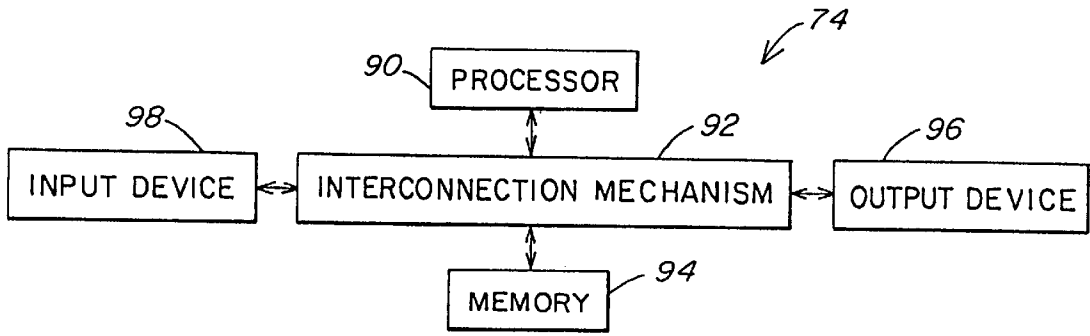 74
90
PROCESSOR
98
92
96
INPUT DEVICE
INTERCONNECTION MECHANISM
OUTPUT DEVICE
94
MEMORY